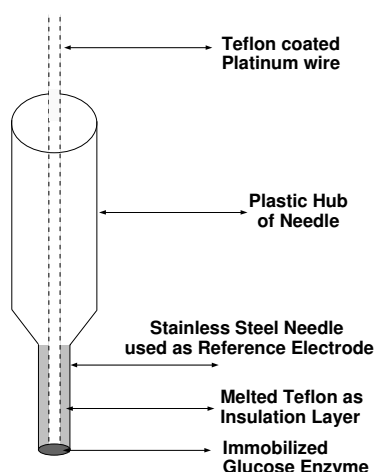 Teflon coated
Platinum wire
Plastic Hub
of Needle
Stainless Steel Needle
used as Reference Electrode
Melted Teflon as
Insulation Layer
Immobilized
Glucose Enzyme